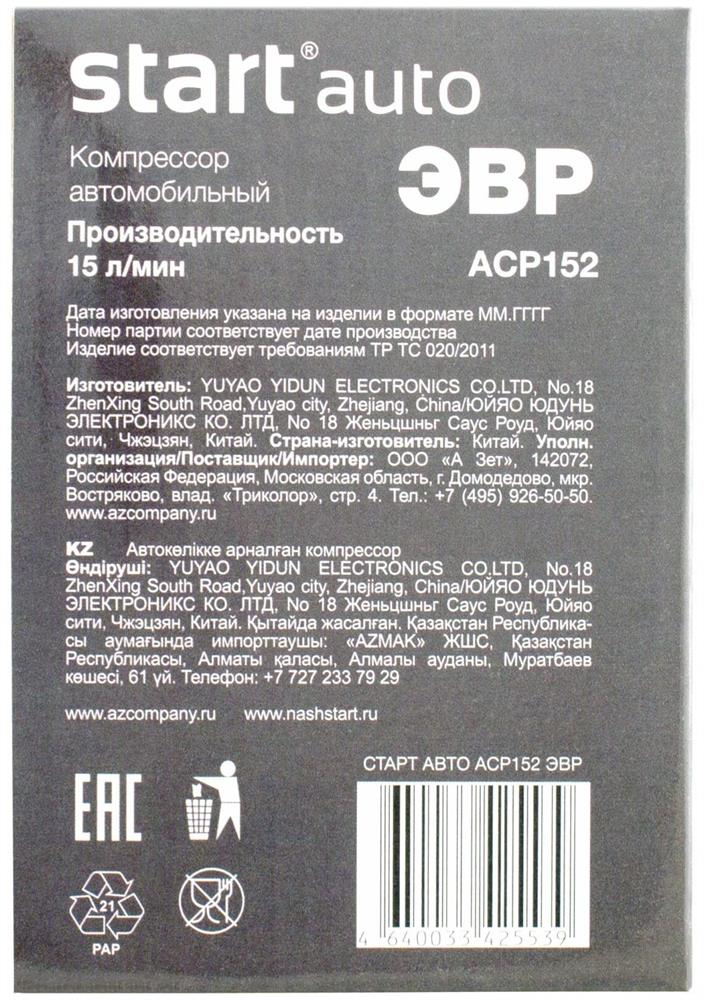 start® auto
Компрессор
автомобильный
ЭВР
Производительность
15 л/мин
ACP152
Дата изготовления указана на изделии в формате ММ.ГГГГ
Номер партии соответствует дате производства
Изделие соответствует требованиям ТР ТС 020/2011
Изготовитель: YUYAO YIDUN ELECTRONICS CO.LTD, No.18
ZhenXing South Road,Yuyao city, Zhejiang, China/ЮЙЯО ЮДУНЬ
ЭЛЕКТРОНИКС КО. ЛТД, No 18 Женьцшньг Саус Роуд, Юйяо
сити, Чжэцзян, Китай. Страна-изготовитель: Китай. Уполн.
организация/Поставщик/Импортер: ООО «А Зет», 142072,
Российская Федерация, Московская область, г. Домодедово, мкр.
Востряково, влад. «Триколор», стр. 4. Тел.: +7 (495) 926-50-50.
www.azcompany.ru
KZ Автокөлікке арналған компрессор
Өндіруші: YUYAO YIDUN ELECTRONICS CO.LTD, No.18
ZhenXing South Road,Yuyao city, Zhejiang, China/ЮЙЯО ЮДУНЬ
ЭЛЕКТРОНИКС КО. ЛТД, No 18 Женьцшньг Саус Роуд, Юйяо
сити, Чжэцзян, Китай. Қытайда жасалған. Қазақстан Республика-
сы аумағында импорттаушы: «AZMAK» ЖШС, Қазақстан
Республикасы, Алматы қаласы, Алмалы ауданы, Муратбаев
көшесі, 61 үй. Телефон: +7 727 233 79 29
www.azcompany.ru www.nashstart.ru
СТАРТ АВТО ACP152 ЭВР
EAC
21
PAP
4 640033 425539